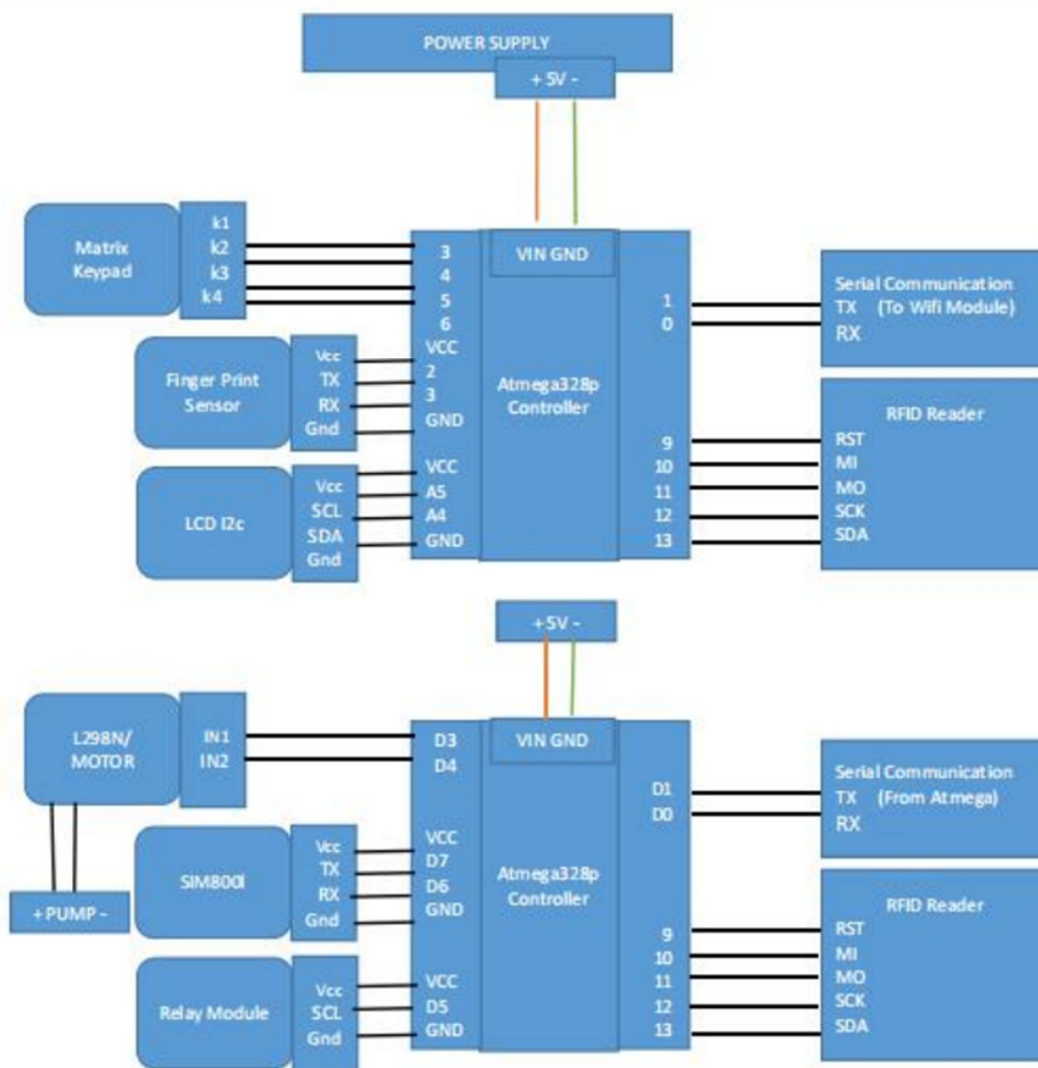 POWER SUPPLY
+ 5V -
Matrix
Keypad
k1
k2
k3
k4
3
4
5
6
VIN GND
1
0
Serial Communication
TX (To Wifi Module)
RX
Finger Print
Sensor
Vcc
TX
RX
Gnd
VCC
2
3
GND
Atmega328p
Controller
RFID Reader
9
10
11
12
13
RST
MI
MO
SCK
SDA
LCD I2c
Vcc
SCL
SDA
Gnd
VCC
A5
A4
GND
+ 5V -
L298N/
MOTOR
IN1
IN2
D3
D4
VIN GND
D1
D0
Serial Communication
TX (From Atmega)
RX
+ PUMP -
SIM800l
Vcc
TX
RX
Gnd
VCC
D7
D6
GND
Atmega328p
Controller
RFID Reader
9
10
11
12
13
RST
MI
MO
SCK
SDA
Relay Module
Vcc
SCL
Gnd
VCC
D5
GND